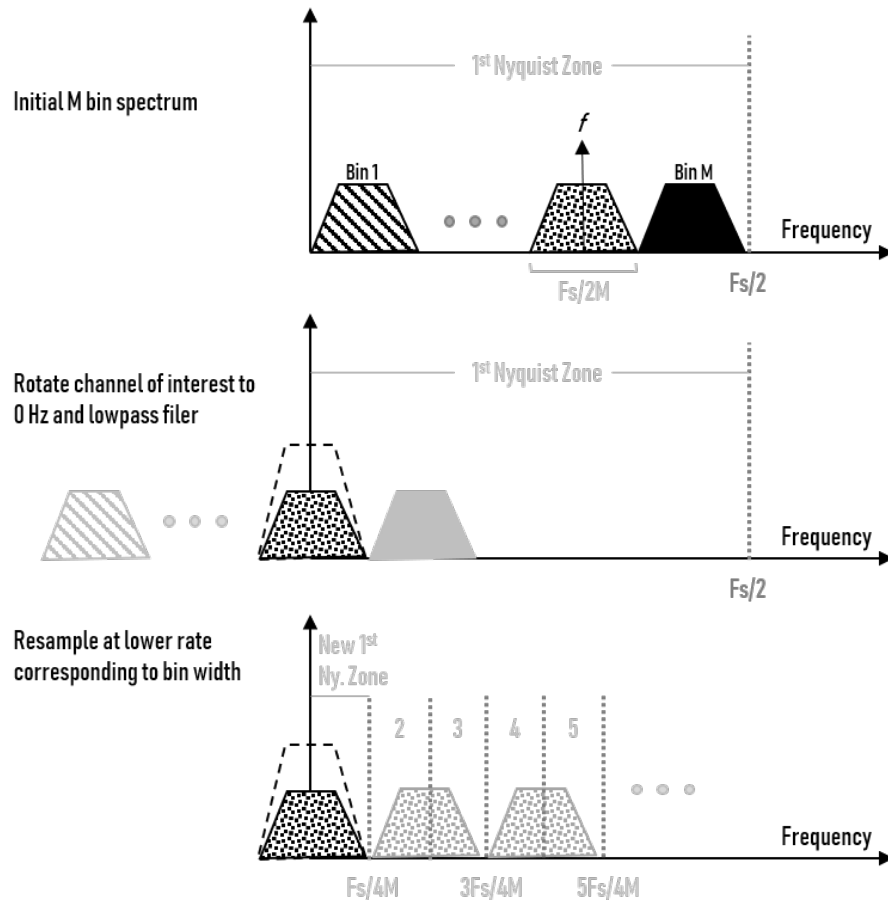 1st Nyquist Zone
Initial M bin spectrum
f
Bin 1
Bin M
Frequency
Fs/2M
Fs/2
Rotate channel of interest to
0 Hz and lowpass filer
1st Nyquist Zone
Frequency
Fs/2
Resample at lower rate
corresponding to bin width
New 1st
Ny. Zone
2
3
4
5
Frequency
Fs/4M
3Fs/4M
5Fs/4M